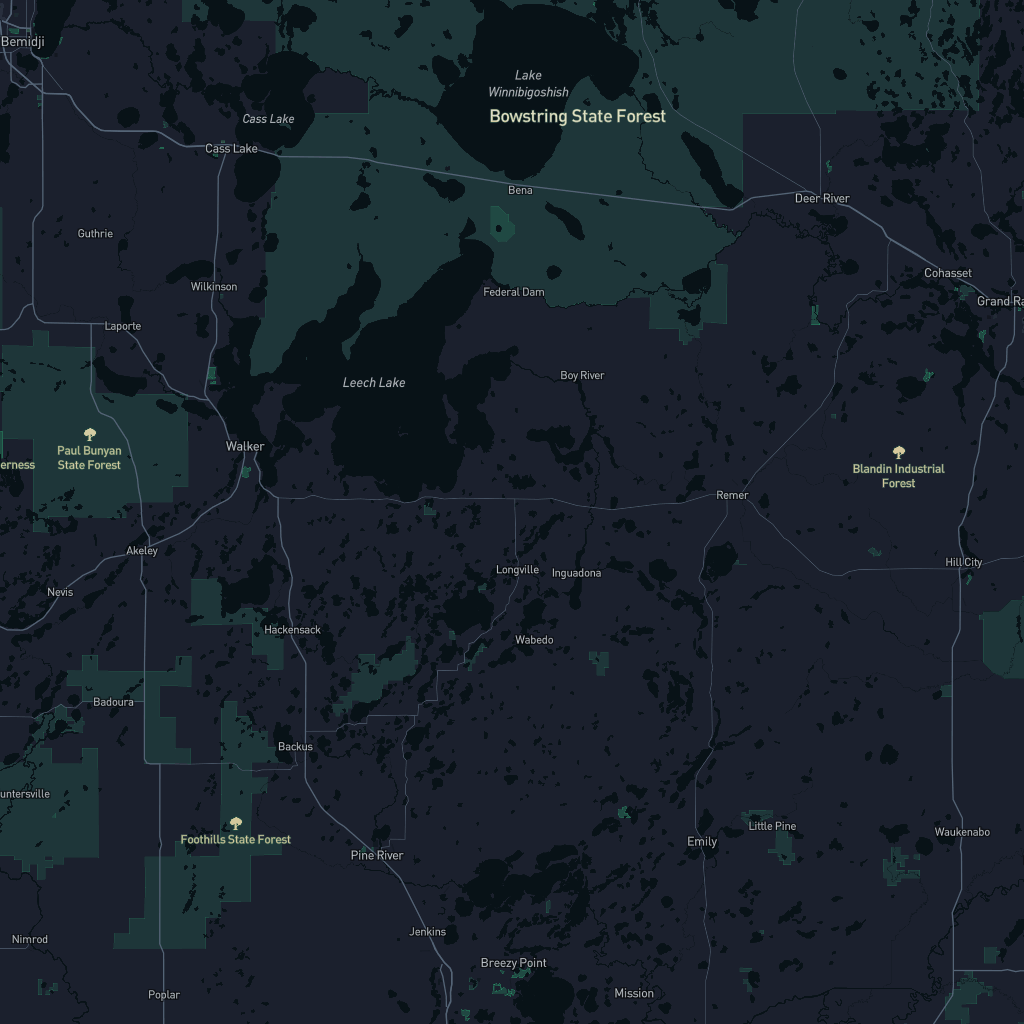 Bemidji
Lake
Winnibigoshish
Bowstring State Forest
Cass Lake
Cass Lake
Bena
Deer River
Guthrie
Cohasset
Wilkinson
Federal Dam
Grand Ra
Laporte
Boy River
Leech Lake
Walker
Paul Bunyan
State Forest
erness
Blandin Industrial
Forest
Remer
Akeley
Hill City
Longville
Inguadona
Nevis
Hackensack
Wabedo
Badoura
Backus
untersville
Little Pine
Waukenabo
Foothills State Forest
Emily
Pine River
Jenkins
Nimrod
Breezy Point
Poplar
Mission